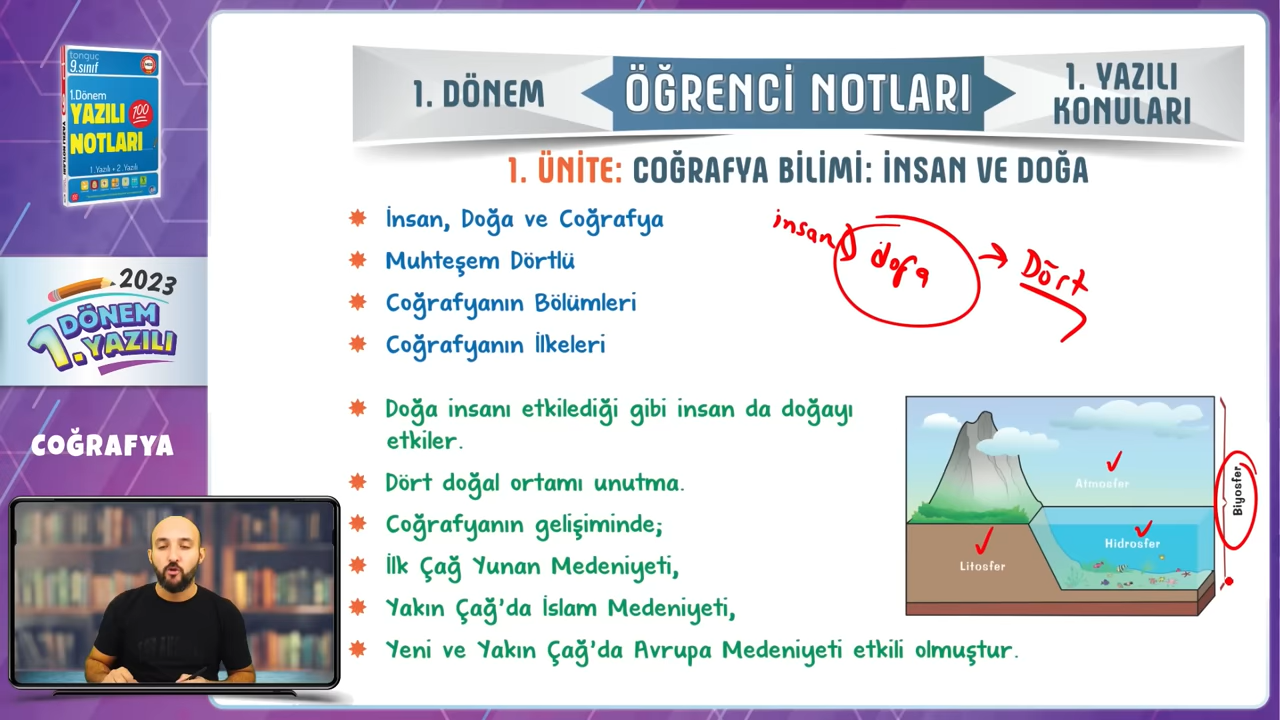 tonguç
9.sınıf
1.Dönem
YAZILI
100
NOTLARI
1.Yazılı • 2.Yazılı
2023
1. DÖNEM
YAZILI
COĞRAFYA
1. DÖNEM
ÖĞRENCİ NOTLARI
1. YAZILI
KONULARI
1. ÜNİTE: COĞRAFYA BİLİMİ: İNSAN VE DOĞA
İnsan, Doğa ve Coğrafya
Muhteşem Dörtlü
Coğrafyanın Bölümleri
Coğrafyanın İlkeleri
insan
doğa
Dört
Doğa insanı etkilediği gibi insan da doğayı
etkiler.
Dört doğal ortamı unutma.
Coğrafyanın gelişiminde;
İlk Çağ Yunan Medeniyeti,
Yakın Çağ'da İslam Medeniyeti,
Yeni ve Yakın Çağ'da Avrupa Medeniyeti etkili olmuştur.
Atmosfer
Hidrosfer
Litosfer
Biyosfer